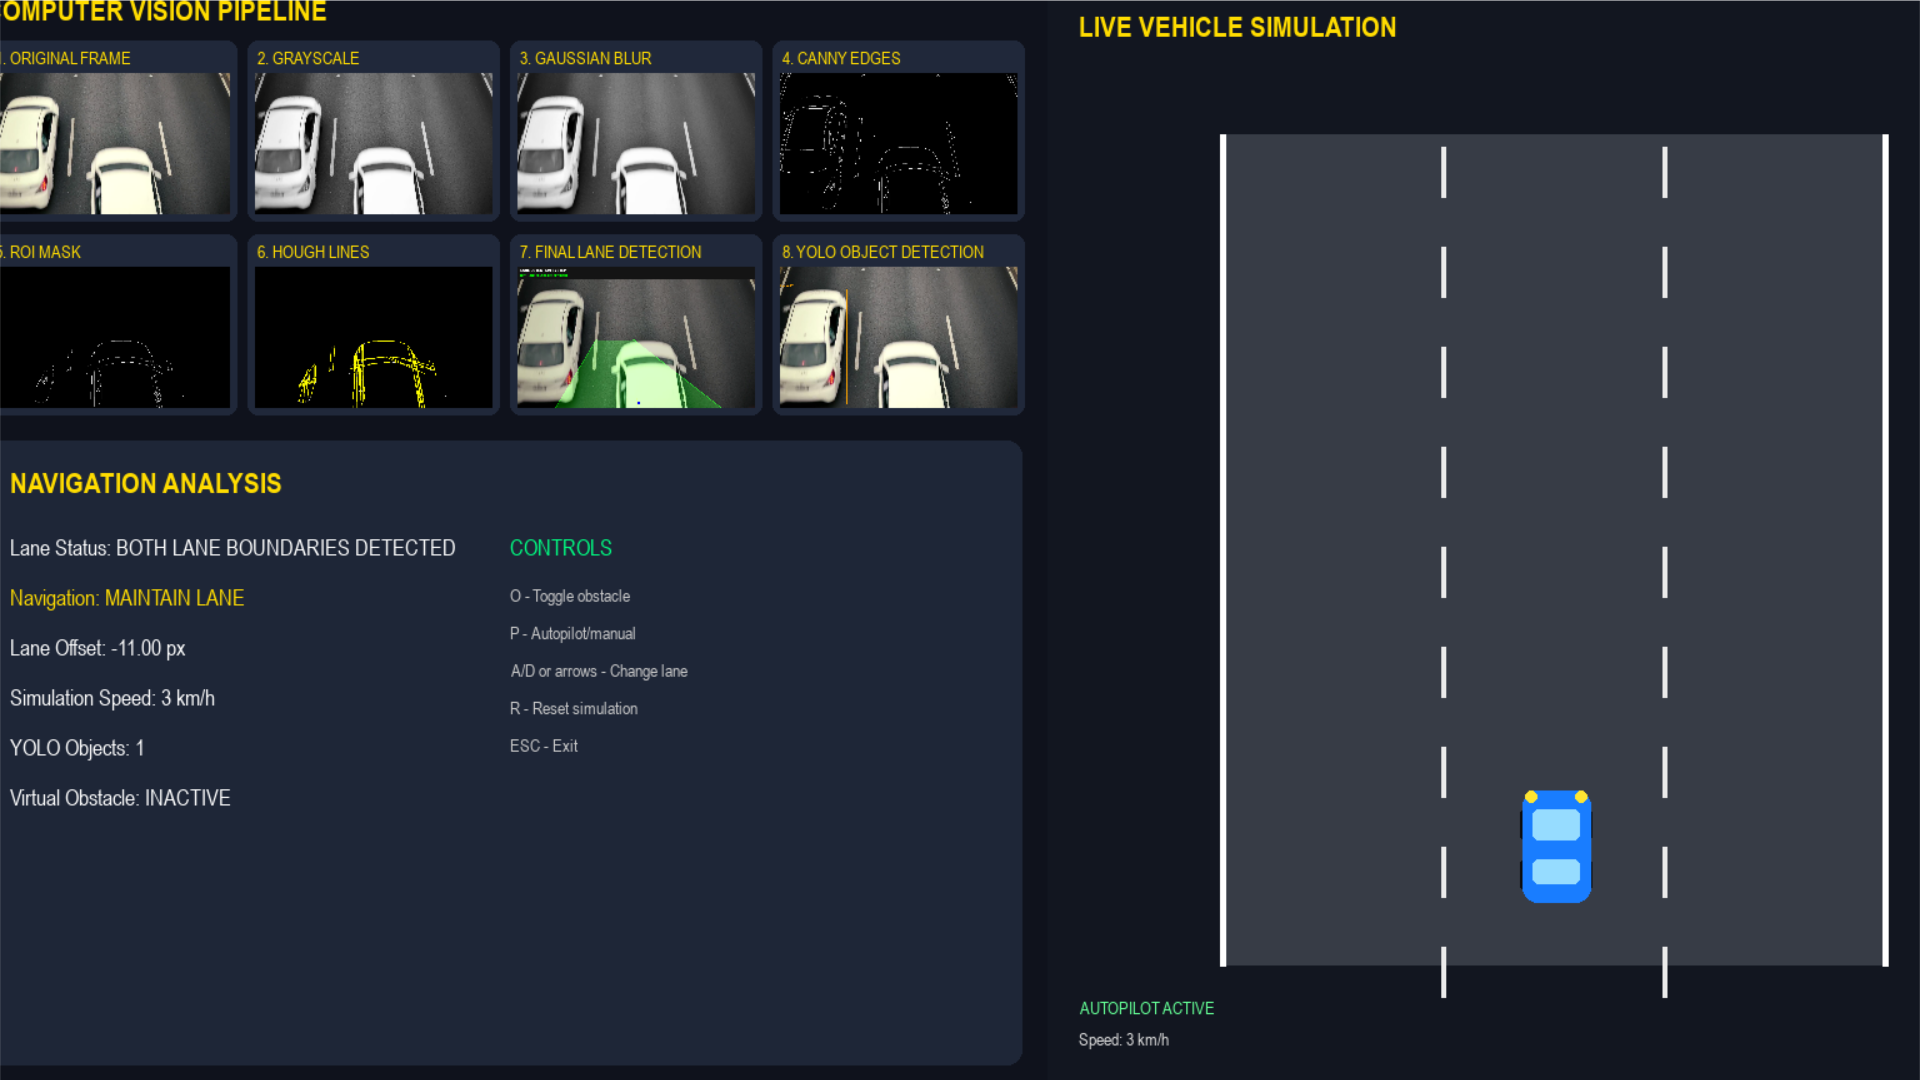 COMPUTER VISION PIPELINE
1. ORIGINAL FRAME
2. GRAYSCALE
3. GAUSSIAN BLUR
4. CANNY EDGES
5. ROI MASK
6. HOUGH LINES
7. FINAL LANE DETECTION
8. YOLO OBJECT DETECTION
NAVIGATION ANALYSIS
Lane Status: BOTH LANE BOUNDARIES DETECTED
Navigation: MAINTAIN LANE
Lane Offset: -11.00 px
Simulation Speed: 3 km/h
YOLO Objects: 1
Virtual Obstacle: INACTIVE
CONTROLS
O - Toggle obstacle
P - Autopilot/manual
A/D or arrows - Change lane
R - Reset simulation
ESC - Exit
LIVE VEHICLE SIMULATION
AUTOPILOT ACTIVE
Speed: 3 km/h